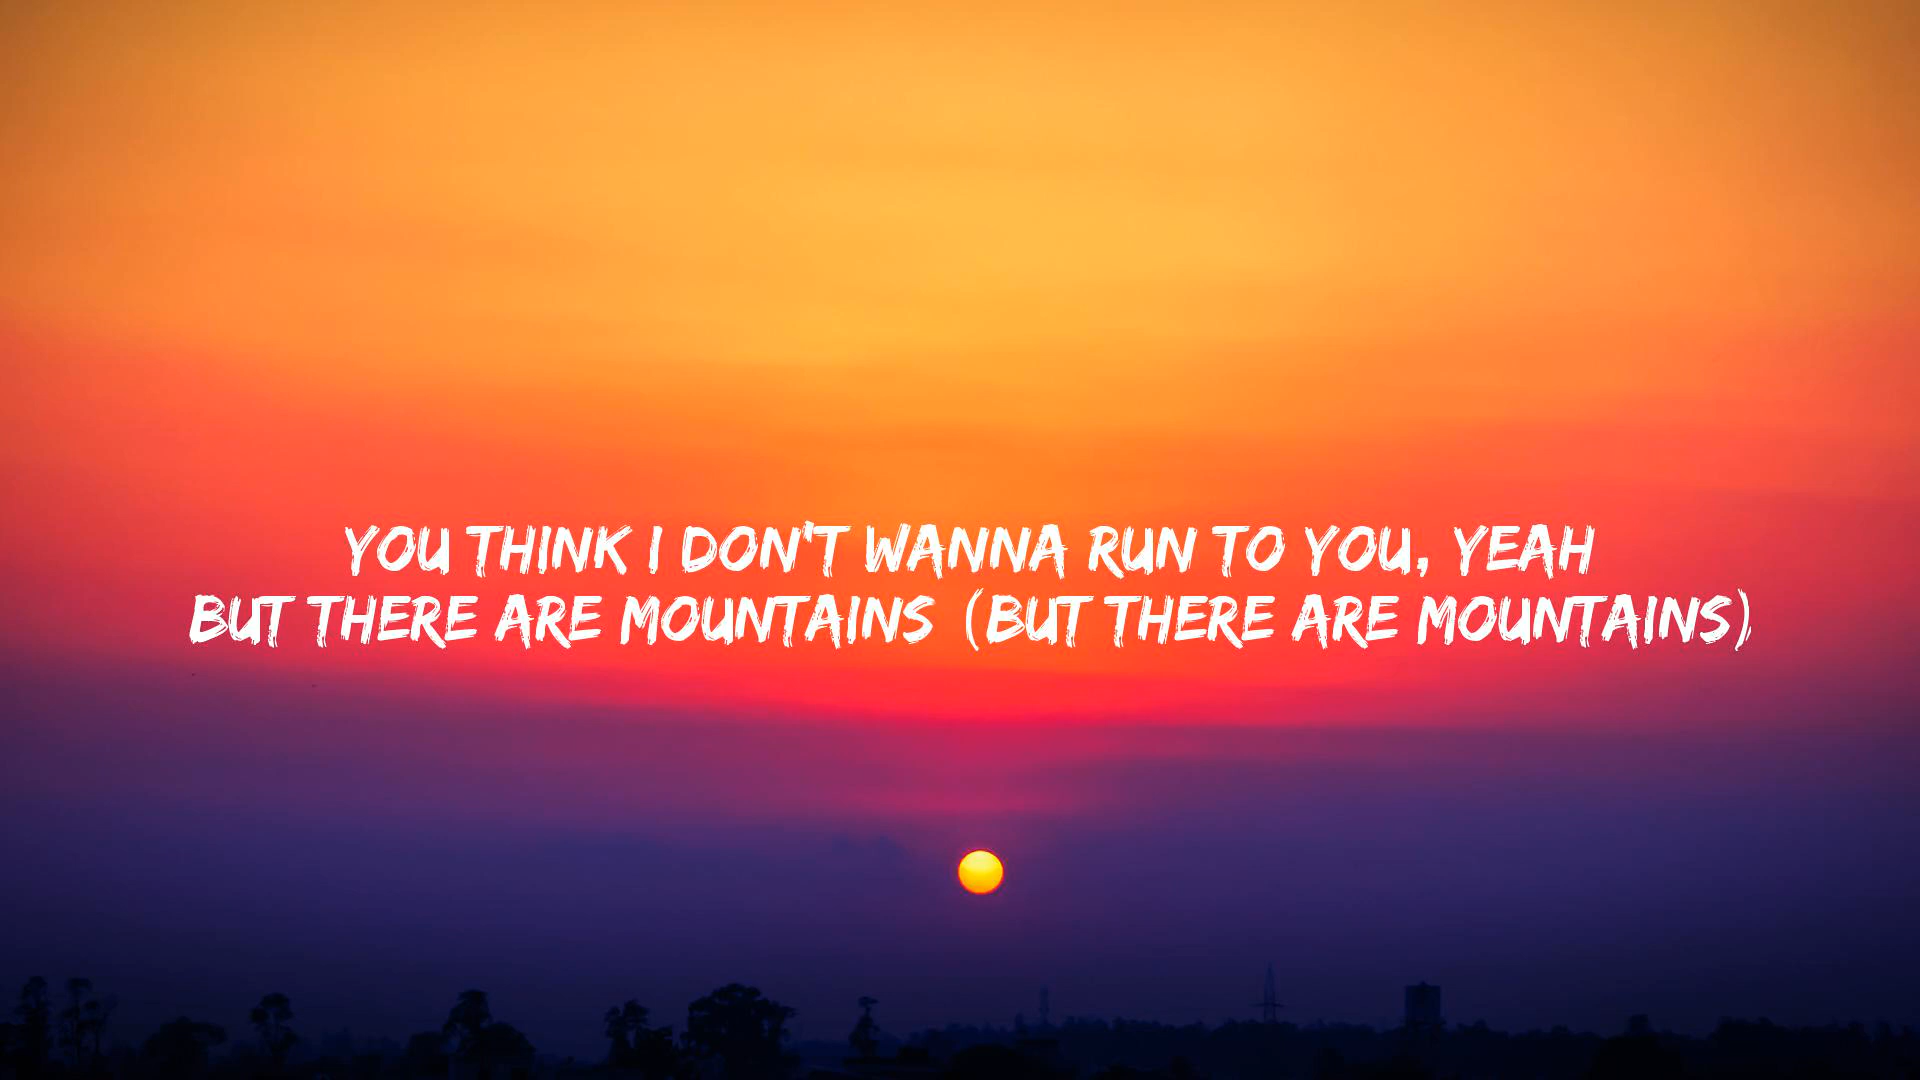 YOU THINK I DON'T WANNA RUN TO YOU, YEAH
BUT THERE ARE MOUNTAINS (BUT THERE ARE MOUNTAINS)